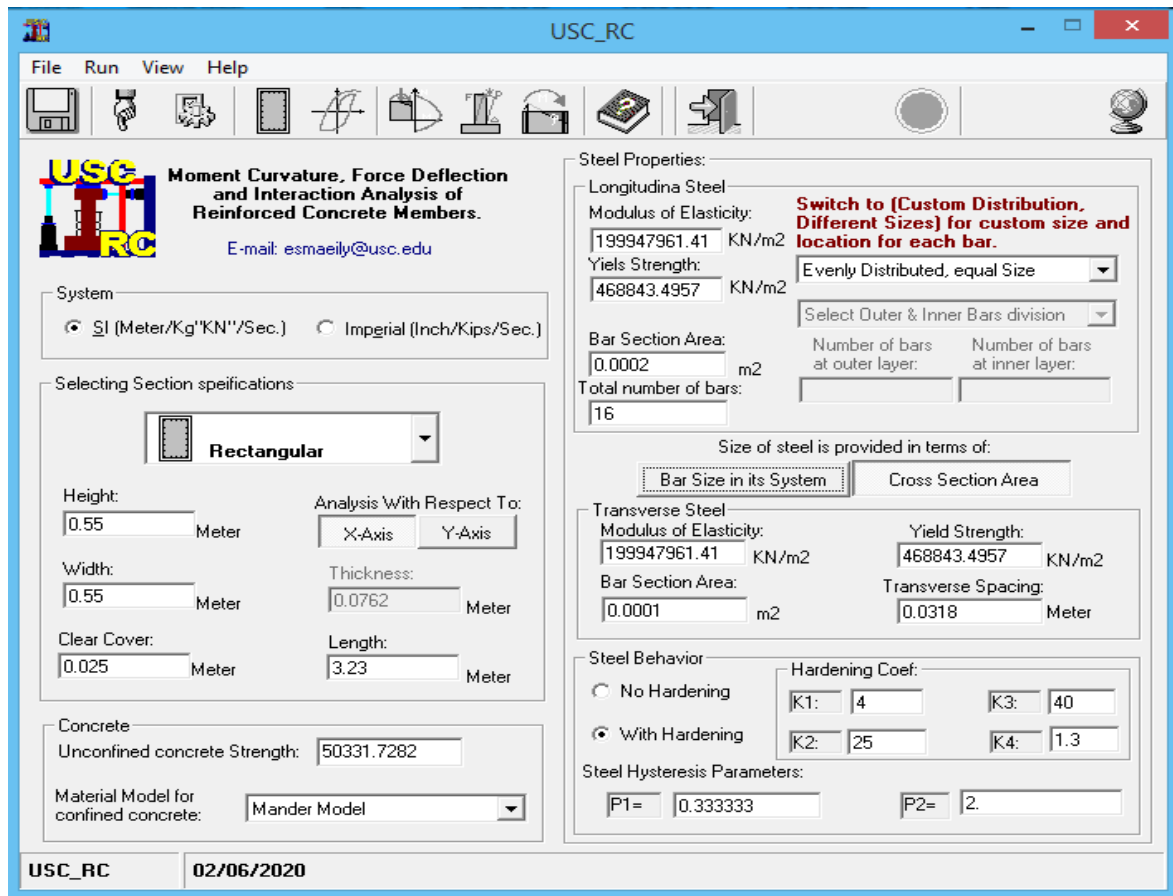 USC_RC
File Run View Help
USC
RC
Moment Curvature, Force Deflection
and Interaction Analysis of
Reinforced Concrete Members.
E-mail: esmaeily@usc.edu
System
SI (Meter/Kg"KN"/Sec.) Imperial (Inch/Kips/Sec.)
Selecting Section speifications
Rectangular
Height:
0.55 Meter
Analysis With Respect To:
X-Axis Y-Axis
Width:
0.55 Meter
Thickness:
0.0762 Meter
Clear Cover:
0.025 Meter
Length:
3.23 Meter
Concrete
Unconfined concrete Strength: 50331.7282
Material Model for
confined concrete: Mander Model
Steel Properties:
Longitudina Steel
Modulus of Elasticity:
199947961.41 KN/m2
Yiels Strength:
468843.4957 KN/m2
Bar Section Area:
0.0002 m2
Total number of bars:
16
Switch to (Custom Distribution,
Different Sizes) for custom size and
location for each bar.
Evenly Distributed, equal Size
Select Outer & Inner Bars division
Number of bars
at outer layer:
Number of bars
at inner layer:
Size of steel is provided in terms of:
Bar Size in its System Cross Section Area
Transverse Steel
Modulus of Elasticity:
199947961.41 KN/m2
Yield Strength:
468843.4957 KN/m2
Bar Section Area:
0.0001 m2
Transverse Spacing:
0.0318 Meter
Steel Behavior
No Hardening
With Hardening
Hardening Coef:
K1: 4 K3: 40
K2: 25 K4: 1.3
Steel Hysteresis Parameters:
P1= 0.333333 P2= 2.
USC_RC 02/06/2020